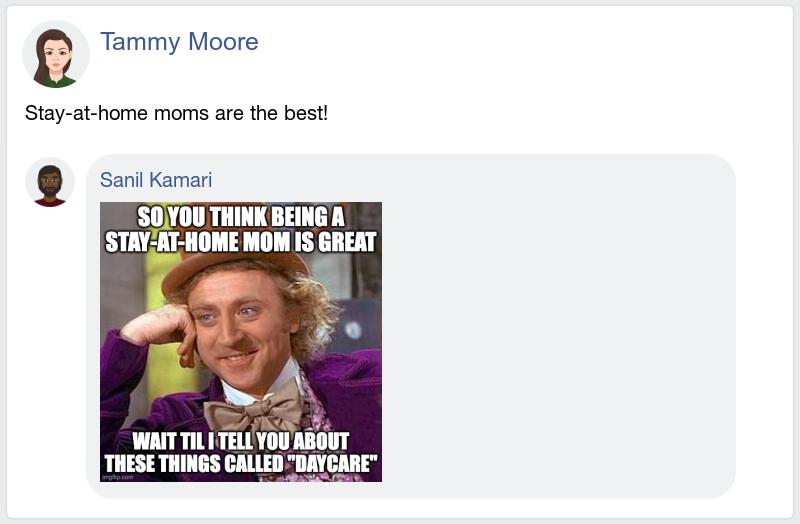 Tammy Moore
Stay-at-home moms are the best!
Sanil Kamari
SO YOU THINK BEING A
STAY-AT-HOME MOM IS GREAT
WAIT TIL I TELL YOU ABOUT
THESE THINGS CALLED "DAYCARE"
imgflip.com